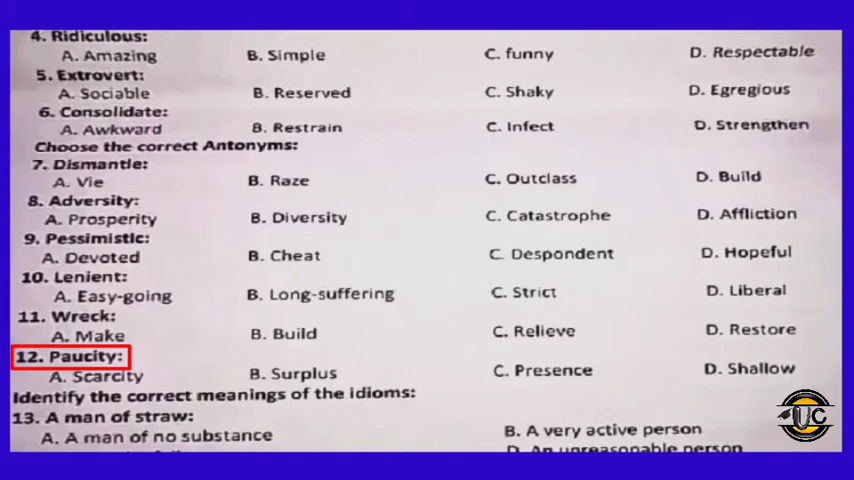 4. Ridiculous:
A. Amazing B. Simple C. funny D. Respectable
5. Extrovert:
A. Sociable B. Reserved C. Shaky D. Egregious
6. Consolidate:
A. Awkward B. Restrain C. Infect D. Strengthen
Choose the correct Antonyms:
7. Dismantle:
A. Vie B. Raze C. Outclass D. Build
8. Adversity:
A. Prosperity B. Diversity C. Catastrophe D. Affliction
9. Pessimistic:
A. Devoted B. Cheat C. Despondent D. Hopeful
10. Lenient:
A. Easy-going B. Long-suffering C. Strict D. Liberal
11. Wreck:
A. Make B. Build C. Relieve D. Restore
12. Paucity:
A. Scarcity B. Surplus C. Presence D. Shallow
Identify the correct meanings of the idioms:
13. A man of straw:
A. A man of no substance B. A very active person
D. An unreasonable person
UC